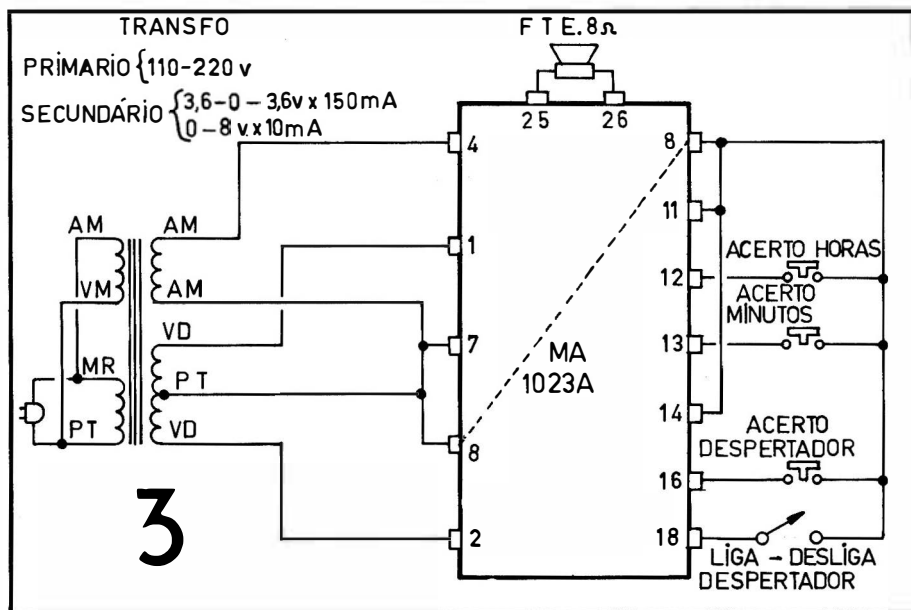 TRANSFO
PRIMARIO {110-220 v
SECUNDÁRIO {3,6-0-3,6v x 150mA
0-8 v. x 10mA
F T E. 8Ω
25 26
4
8
AM AM
1
11
ACERTO HORAS
12
VM AM
ACERTO
MINUTOS
VD
7
13
MR
PT
MA
1023A
14
PT VD
8
ACERTO
DESPERTADOR
16
3
2
18
LIGA - DESLIGA
DESPERTADOR